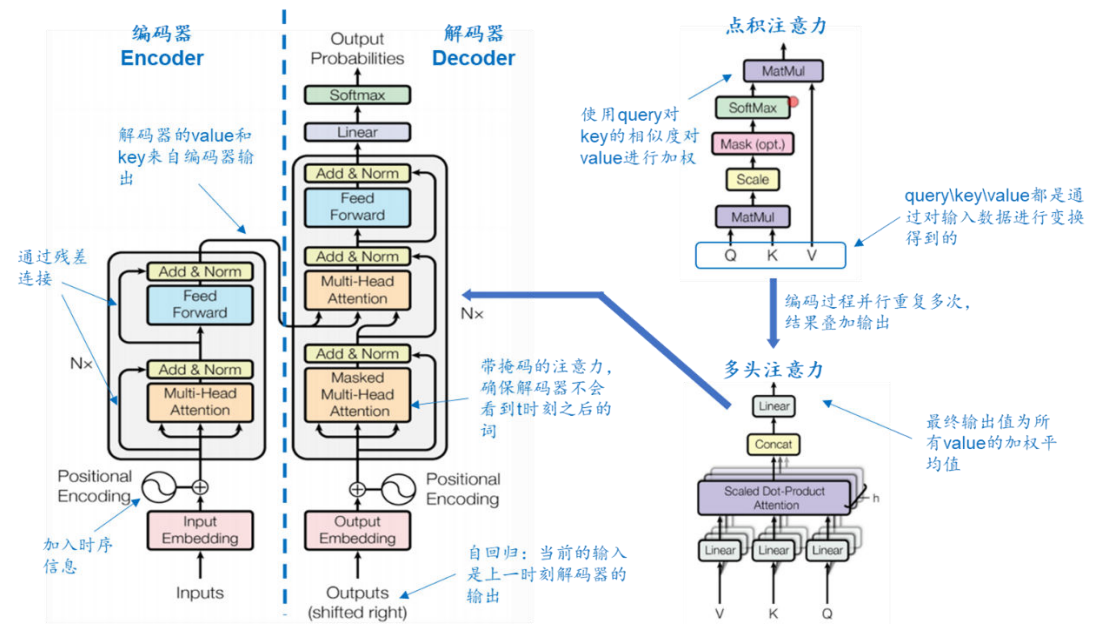 编码器
Encoder
解码器
Decoder
Output
Probabilities
Softmax
Linear
Add & Norm
Feed
Forward
Add & Norm
Multi-Head
Attention
Nx
Add & Norm
Masked
Multi-Head
Attention
Positional
Encoding
Output
Embedding
Outputs
(shifted right)
解码器的value和
key来自编码器输
出
通过残差
连接
Add & Norm
Feed
Forward
Nx
Add & Norm
Multi-Head
Attention
Positional
Encoding
Input
Embedding
Inputs
加入时序
信息
带掩码的注意力,
确保解码器不会
看到t时刻之后的
词
自回归：当前的输入
是上一时刻解码器的
输出
点积注意力
MatMul
SoftMax
Mask (opt.)
Scale
MatMul
Q K V
使用query对
key的相似度对
value进行加权
query\key\value都是通
过对输入数据进行变换
得到的
编码过程并行重复多次,
结果叠加输出
多头注意力
Linear
Concat
Scaled Dot-Product
Attention
h
Linear Linear Linear
V K Q
最终输出值为所
有value的加权平
均值